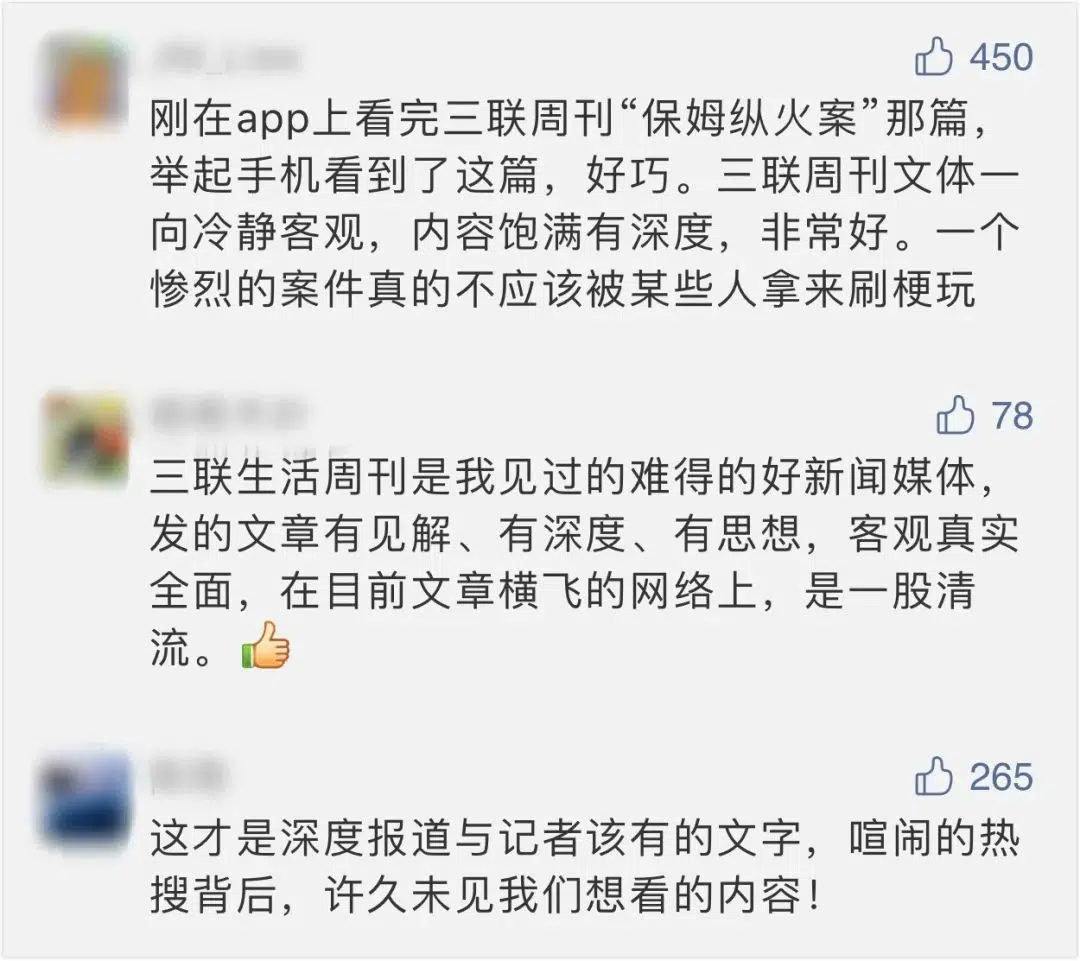 450
刚在app上看完三联周刊“保姆纵火案”那篇，
举起手机看到了这篇，好巧。三联周刊文体一
向冷静客观，内容饱满有深度，非常好。一个
惨烈的案件真的不应该被某些人拿来刷梗玩
78
三联生活周刊是我见过的难得的好新闻媒体，
发的文章有见解、有深度、有思想，客观真实
全面，在目前文章横飞的网络上，是一股清
流。👍
265
这才是深度报道与记者该有的文字，喧闹的热
搜背后，许久未见我们想看的内容！